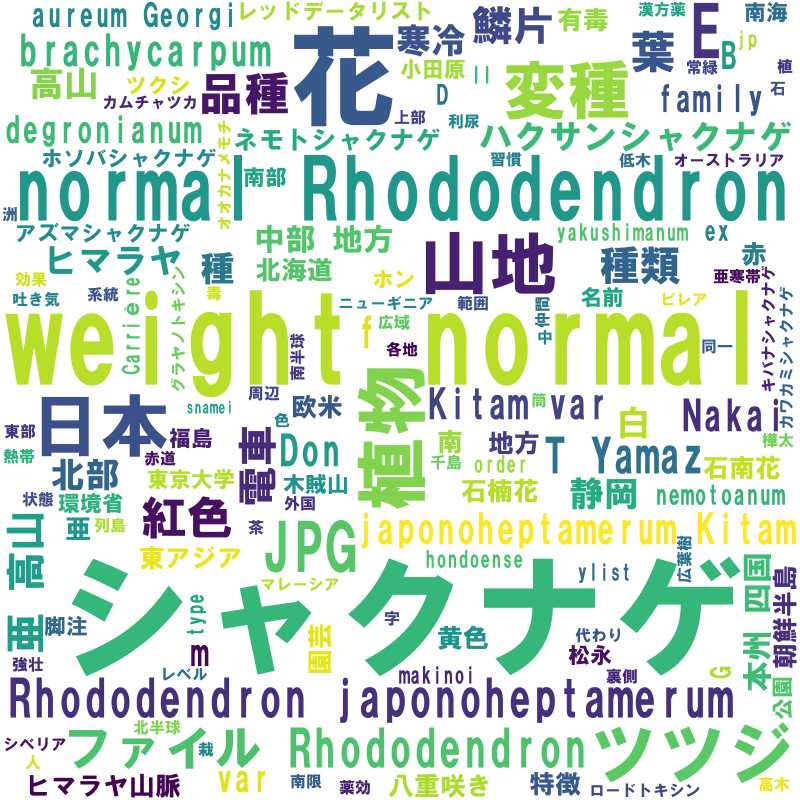 aureum Georgi
レッドデータリスト
鱗片
有毒
漢方薬
南海
brachycarpum
花
寒冷
葉
E
B
jp
高山
ツクシ
品種
小田原
II
変種
常緑
植
石
カムチャツカ
D
family
degronianum
上部
利尿
ネモトシャクナゲ
ハクサンシャクナゲ
オオカナメモチ
ホソバシャクナゲ
南部
習慣
低木
オーストラリア
normal Rhododendron
洲
アズマシャクナゲ
中部 地方
yakushimanum
ex
ヒマラヤ
種
北海道
山地
種類
赤
亜寒帯
効果
吐き気
系統
毒
Carrière
グラヤノトキシン
ホン
ニューギニア
範囲
中仲間
名前
ピレア
キバナシャクナゲ
カワカミシャクナゲ
weight normal
f
広域
南半球
各地
同一
日本
snamei
周辺
色
欧米
植物
Kitam var
筒
白
Nakai
東部
福島
熱帯
赤道
電車
Don
南
地方
T Yamaz
樺太
北部
東京大学
木賊山
千島
order
石南花
状態
環境省
外国
石楠花
静岡
nemotoanum
高山
亜
列島
紅色
茶
JPG
japonoheptamerum Kitam
東アジア
hondoense
広葉樹
シャクナゲ
マレーシア
ylist
四国
朝鮮半島
亜
脚注
type
字
黄色
代わり
本州
強壮
m
園芸
松永
裏側
G
レベル
makinoi
公園
Rhododendron japonoheptamerum
北半球
シベリア
ファイル
栽
Rhododendron
ツツジ
人
ヒマラヤ山脈
var
南限
薬効
八重咲き
特徴
ロードトキシン
高木